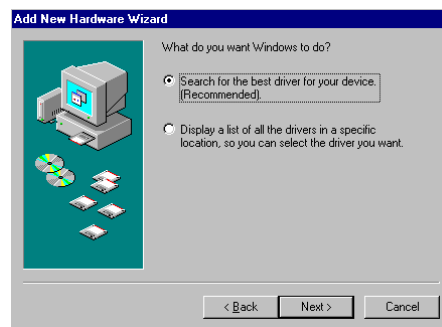 Add New Hardware Wizard
What do you want Windows to do?
Search for the best driver for your device.
(Recommended).
Display a list of all the drivers in a specific
location, so you can select the driver you want.
< Back
Next >
Cancel